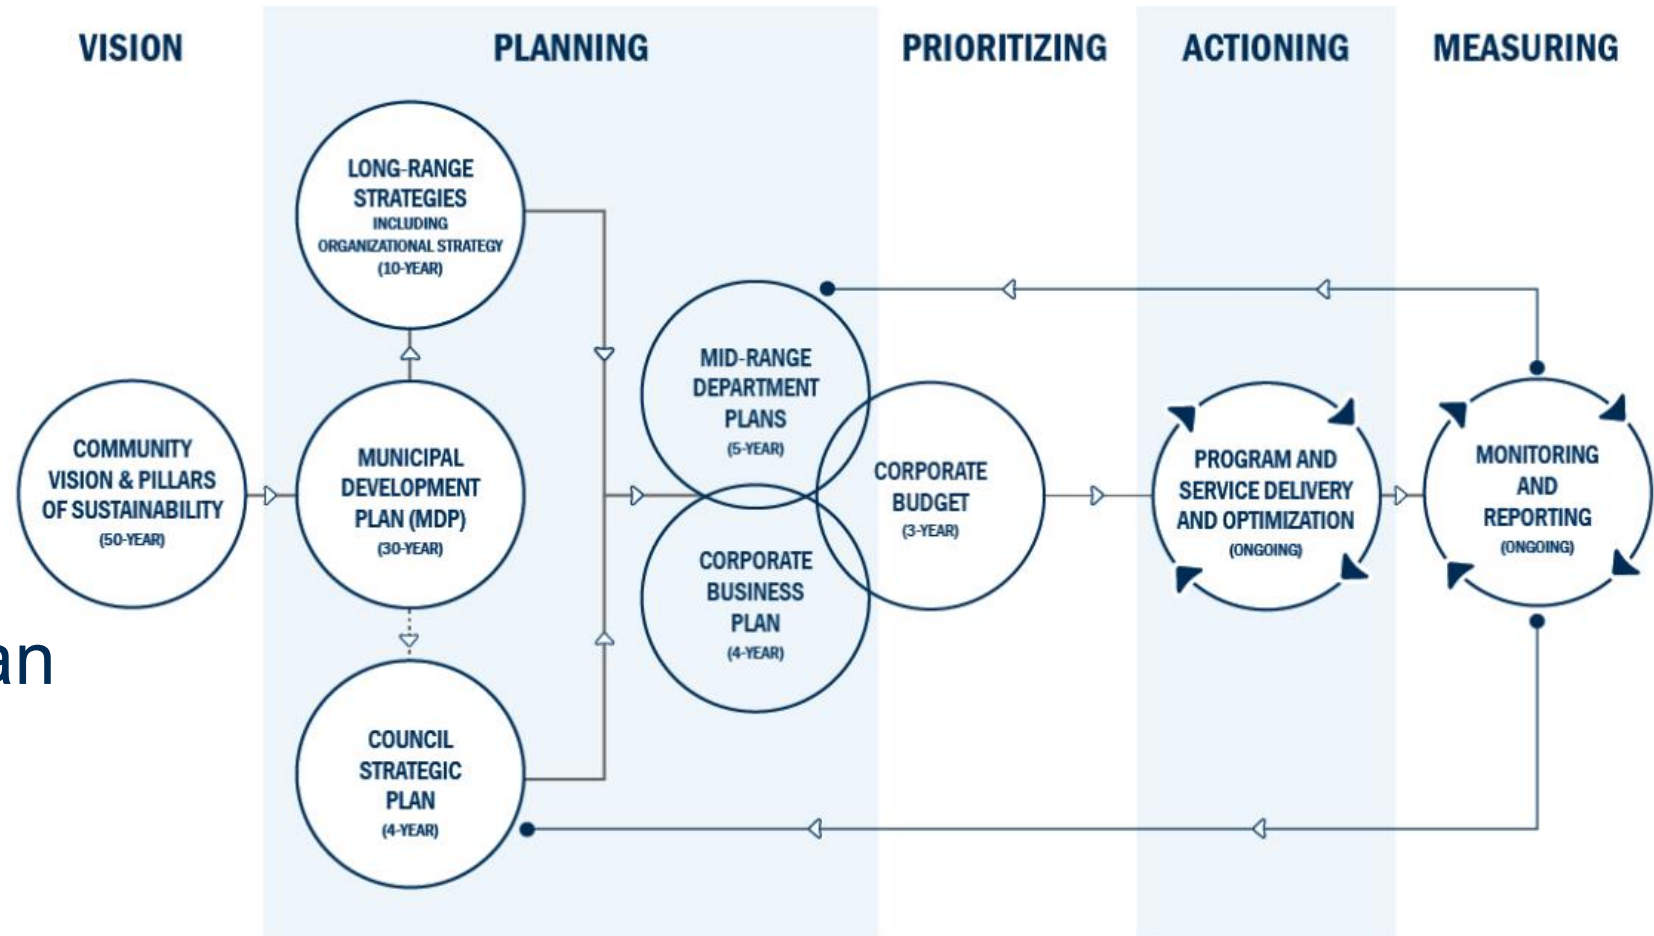 VISION
PLANNING
PRIORITIZING
ACTIONING
MEASURING
LONG-RANGE
STRATEGIES
INCLUDING
ORGANIZATIONAL STRATEGY
(10-YEAR)
COMMUNITY
VISION & PILLARS
OF SUSTAINABILITY
(50-YEAR)
MUNICIPAL
DEVELOPMENT
PLAN (MDP)
(30-YEAR)
COUNCIL
STRATEGIC
PLAN
(4-YEAR)
MID-RANGE
DEPARTMENT
PLANS
(5-YEAR)
CORPORATE
BUSINESS
PLAN
(4-YEAR)
CORPORATE
BUDGET
(3-YEAR)
PROGRAM AND
SERVICE DELIVERY
AND OPTIMIZATION
(ONGOING)
MONITORING
AND
REPORTING
(ONGOING)
an